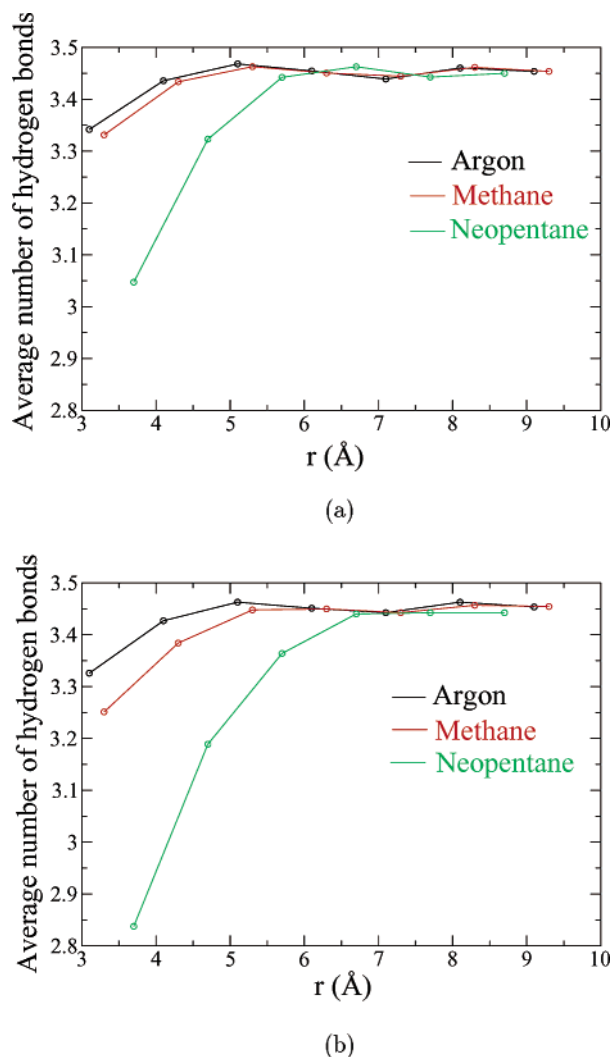 3.5
3.4
3.3
3.2
3.1
3
2.9
2.8
Average number of hydrogen bonds
Argon
Methane
Neopentane
3 4 5 6 7 8 9 10
r (Å)
(a)
3.5
3.4
3.3
3.2
3.1
3
2.9
2.8
Average number of hydrogen bonds
Argon
Methane
Neopentane
3 4 5 6 7 8 9 10
r (Å)
(b)